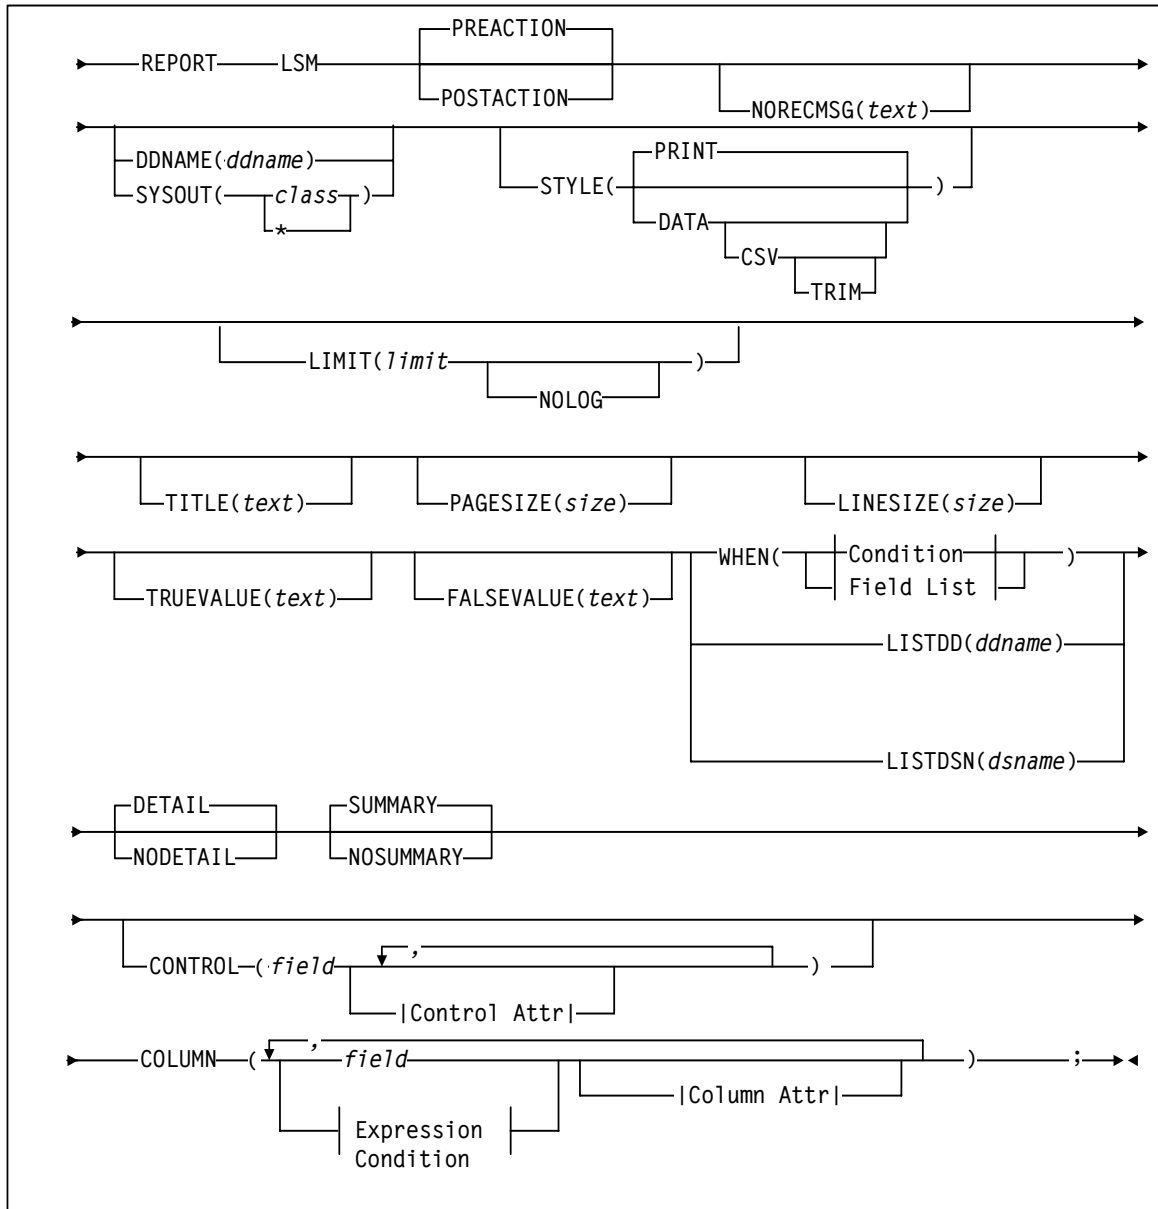 PREACTION
REPORT LSM
POSTACTION
NORECMSG(text)
DDNAME(ddname)
SYSOUT( class )
*
PRINT
STYLE( )
DATA
CSV
TRIM
LIMIT(limit )
NOLOG
TITLE(text) PAGESIZE(size) LINESIZE(size)
WHEN( Condition )
Field List
TRUEVALUE(text) FALSEVALUE(text)
LISTDD(ddname)
LISTDSN(dsname)
DETAIL SUMMARY
NODETAIL NOSUMMARY
,
CONTROL (field )
|Control Attr|
,
COLUMN ( field ) ;
|Column Attr|
Expression
Condition